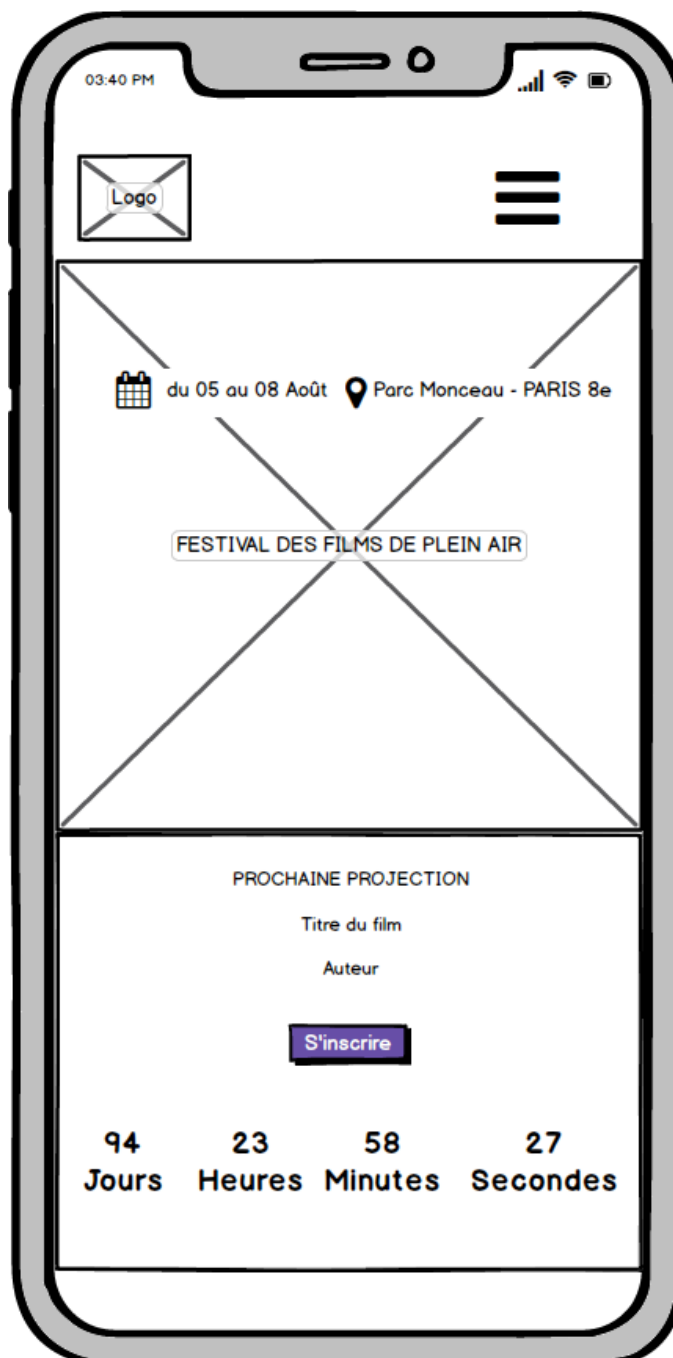 03:40 PM
Logo
du 05 au 08 Août Parc Monceau - PARIS 8e
FESTIVAL DES FILMS DE PLEIN AIR
PROCHAINE PROJECTION
Titre du film
Auteur
S'inscrire
94 23 58 27
Jours Heures Minutes Secondes